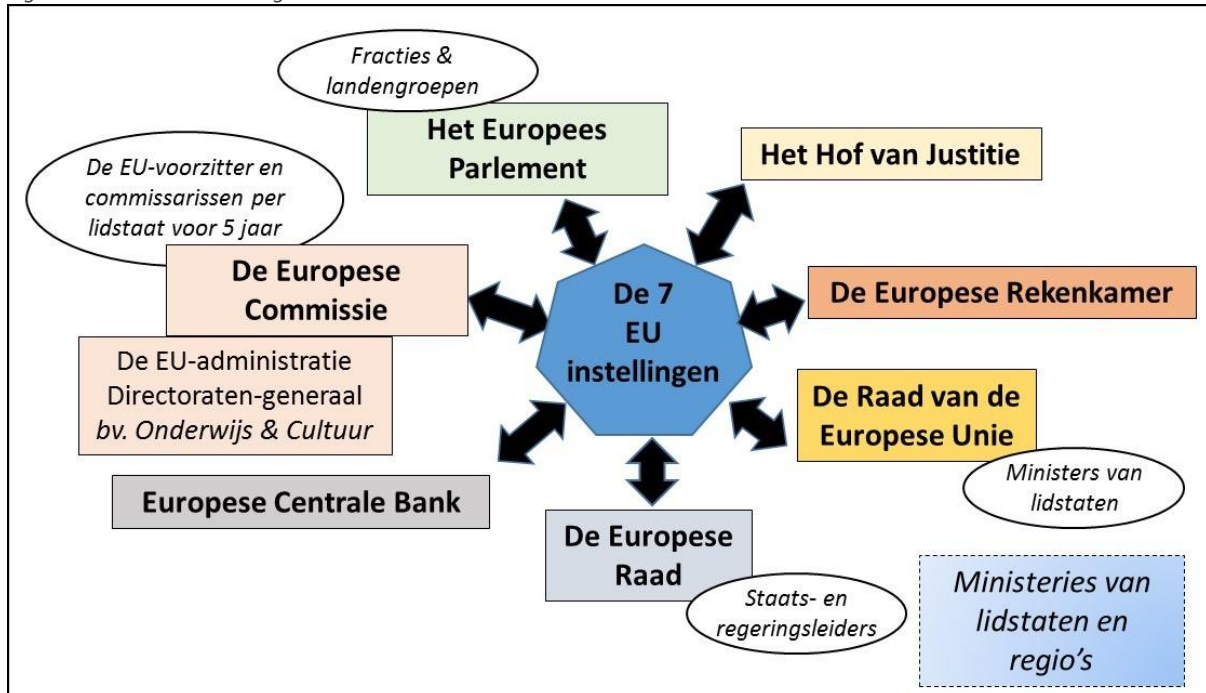 Fracties &
landengroepen
Het Europees
Parlement
Het Hof van Justitie
De EU-voorzitter en
commissarissen per
lidstaat voor 5 jaar
De Europese
Commissie
De 7
EU
instellingen
De Europese Rekenkamer
De EU-administratie
Directoraten-generaal
bv. Onderwijs & Cultuur
De Raad van de
Europese Unie
Ministers van
lidstaten
Europese Centrale Bank
De Europese
Raad
Staats- en
regeringsleiders
Ministeries van
lidstaten en
regio's